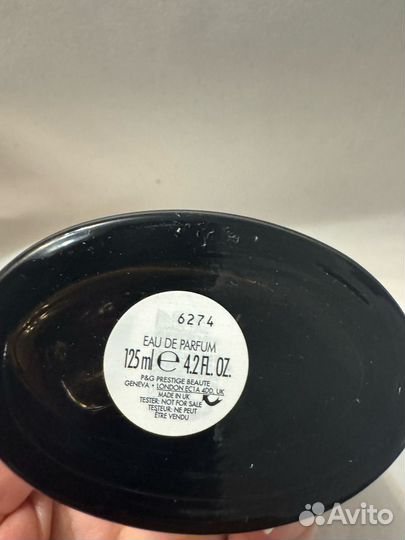 6274
EAU DE PARFUM
125 ml ℮ 4.2 FL. OZ.
P&G PRESTIGE BEAUTE
GENEVA • LONDON EC1A 4DD, UK
MADE IN UK
TESTER: NOT FOR SALE
TESTEUR: NE PEUT
ÊTRE VENDU
Avito